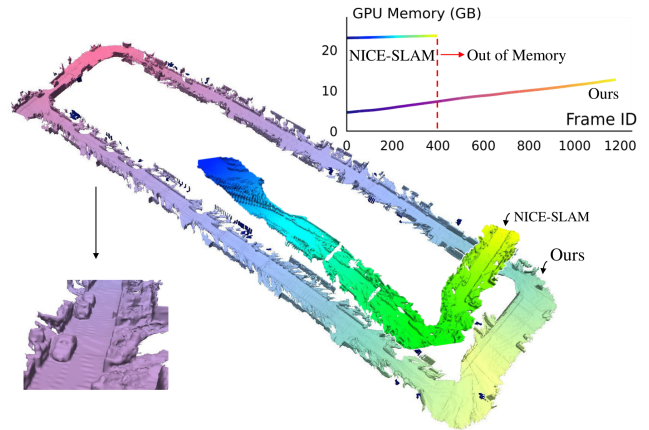 GPU Memory (GB)
20
NICE-SLAM
Out of Memory
10
Ours
0
Frame ID
0 200 400 600 800 1000 1200
NICE-SLAM
Ours